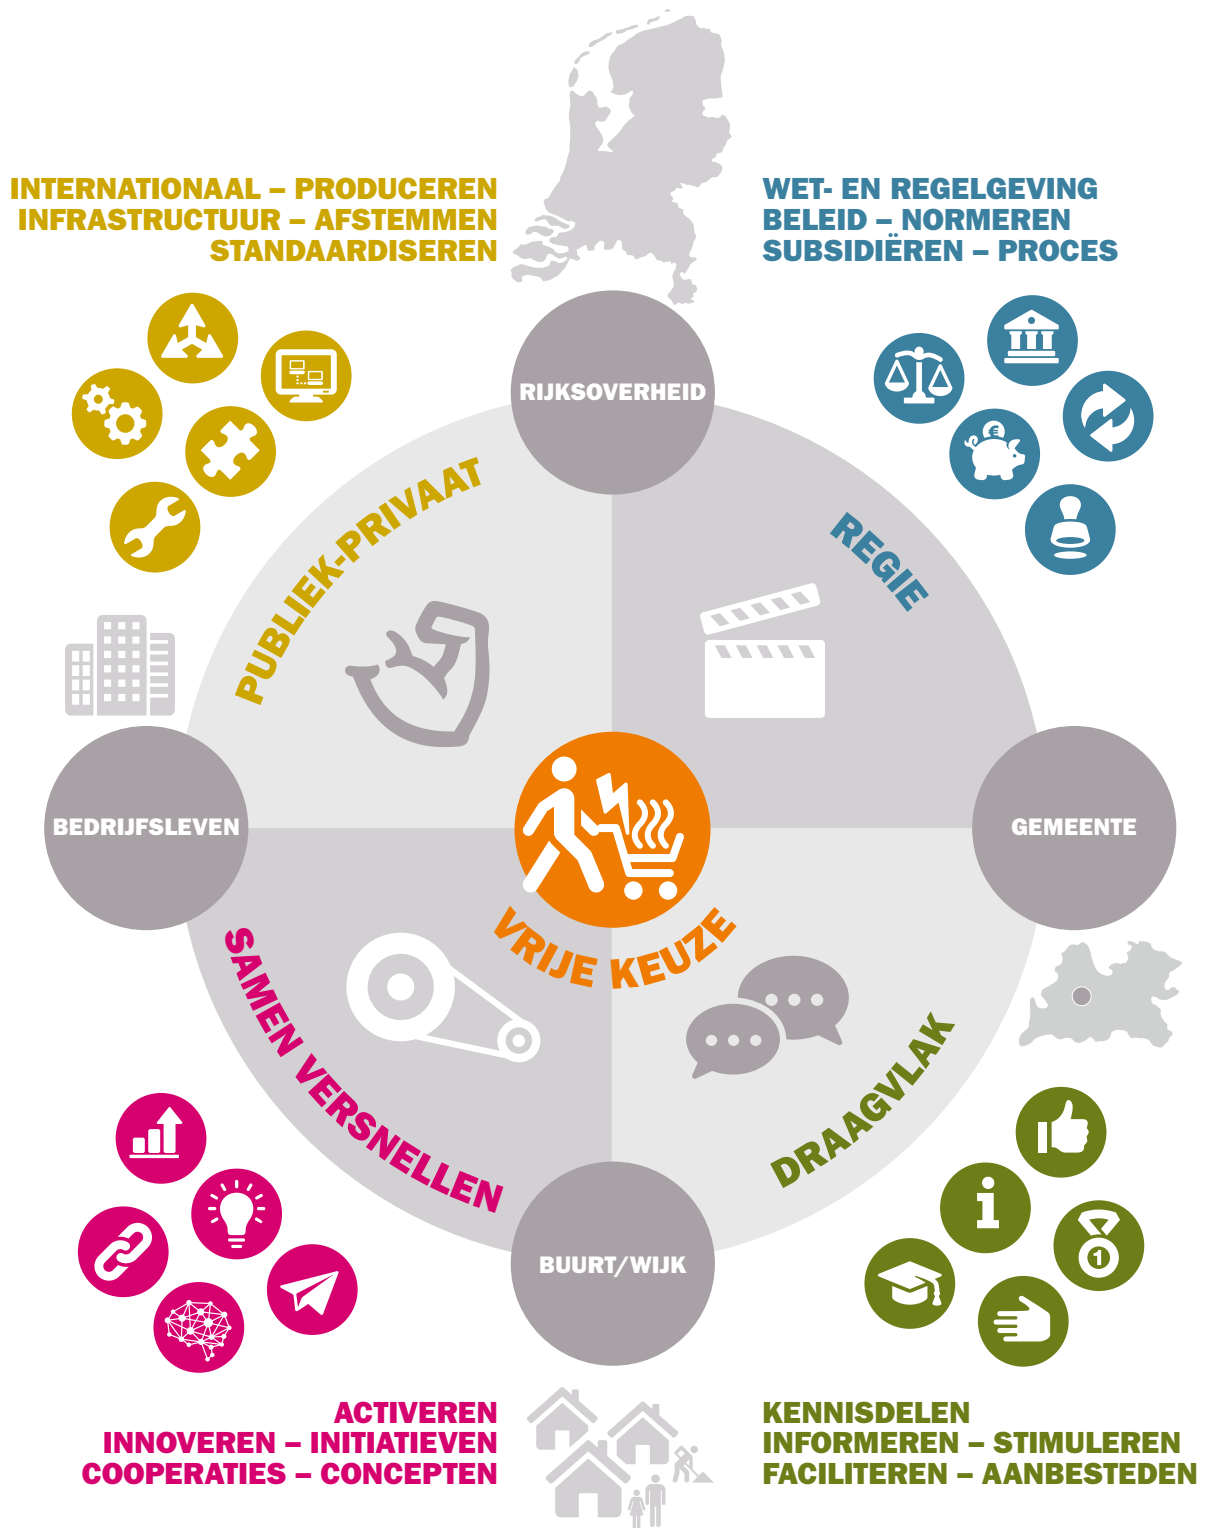 INTERNATIONAAL – PRODUCEREN
INFRASTRUCTUUR – AFSTEMMEN
STANDAARDISEREN
WET- EN REGELGEVING
BELEID – NORMEREN
SUBSIDIËREN – PROCES
RIJKSOVERHEID
€
PUBLIEK-PRIVAAT
REGIE
BEDRIJFSLEVEN
GEMEENTE
VRIJE KEUZE
SAMEN VERSNELLEN
DRAAGVLAK
i
1
BUURT/WIJK
ACTIVEREN
INNOVEREN – INITIATIEVEN
COOPERATIES – CONCEPTEN
KENNISDELEN
INFORMEREN – STIMULEREN
FACILITEREN – AANBESTEDEN